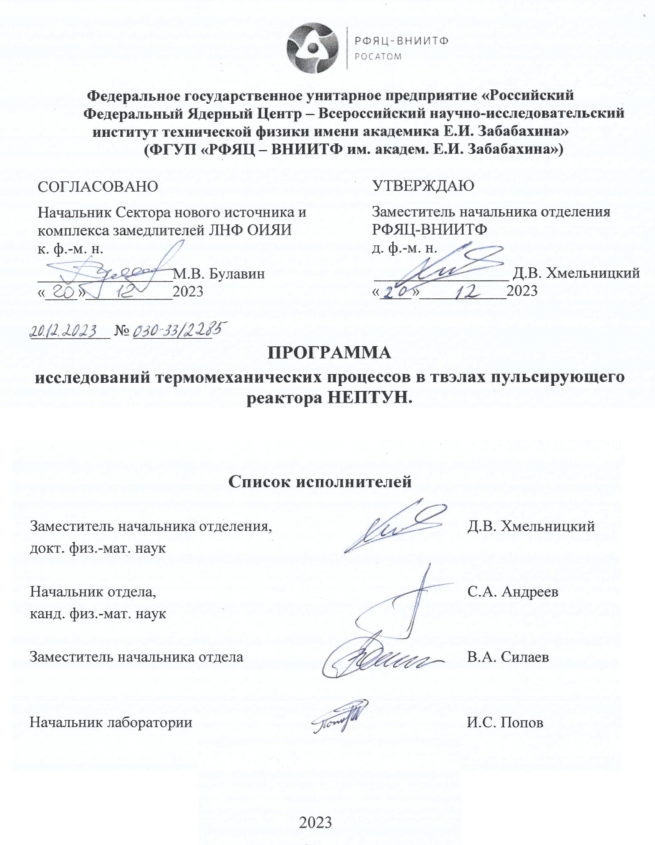 РФЯЦ-ВНИИТФ
РОСАТОМ
Федеральное государственное унитарное предприятие «Российский
Федеральный Ядерный Центр – Всероссийский научно-исследовательский
институт технической физики имени академика Е.И. Забабахина»
(ФГУП «РФЯЦ – ВНИИТФ им. академ. Е.И. Забабахина»)
СОГЛАСОВАНО
Начальник Сектора нового источника и
комплекса замедлителей ЛНФ ОИЯИ
к. ф.-м. н.
М.В. Булавин
«20» 12 2023
УТВЕРЖДАЮ
Заместитель начальника отделения
РФЯЦ-ВНИИТФ
д. ф.-м. н.
Д.В. Хмельницкий
«20» 12 2023
20.12.2023 № 030-33/2285
ПРОГРАММА
исследований термомеханических процессов в твэлах пульсирующего
реактора НЕПТУН.
Список исполнителей
Заместитель начальника отделения,
докт. физ.-мат. наук
Д.В. Хмельницкий
Начальник отдела,
канд. физ.-мат. наук
С.А. Андреев
Заместитель начальника отдела
В.А. Силаев
Начальник лаборатории
И.С. Попов
2023